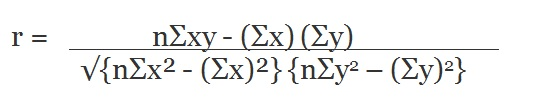 r = nΣxy - (Σx) (Σy)
√{nΣx² - (Σx)²} {nΣy² – (Σy)²}